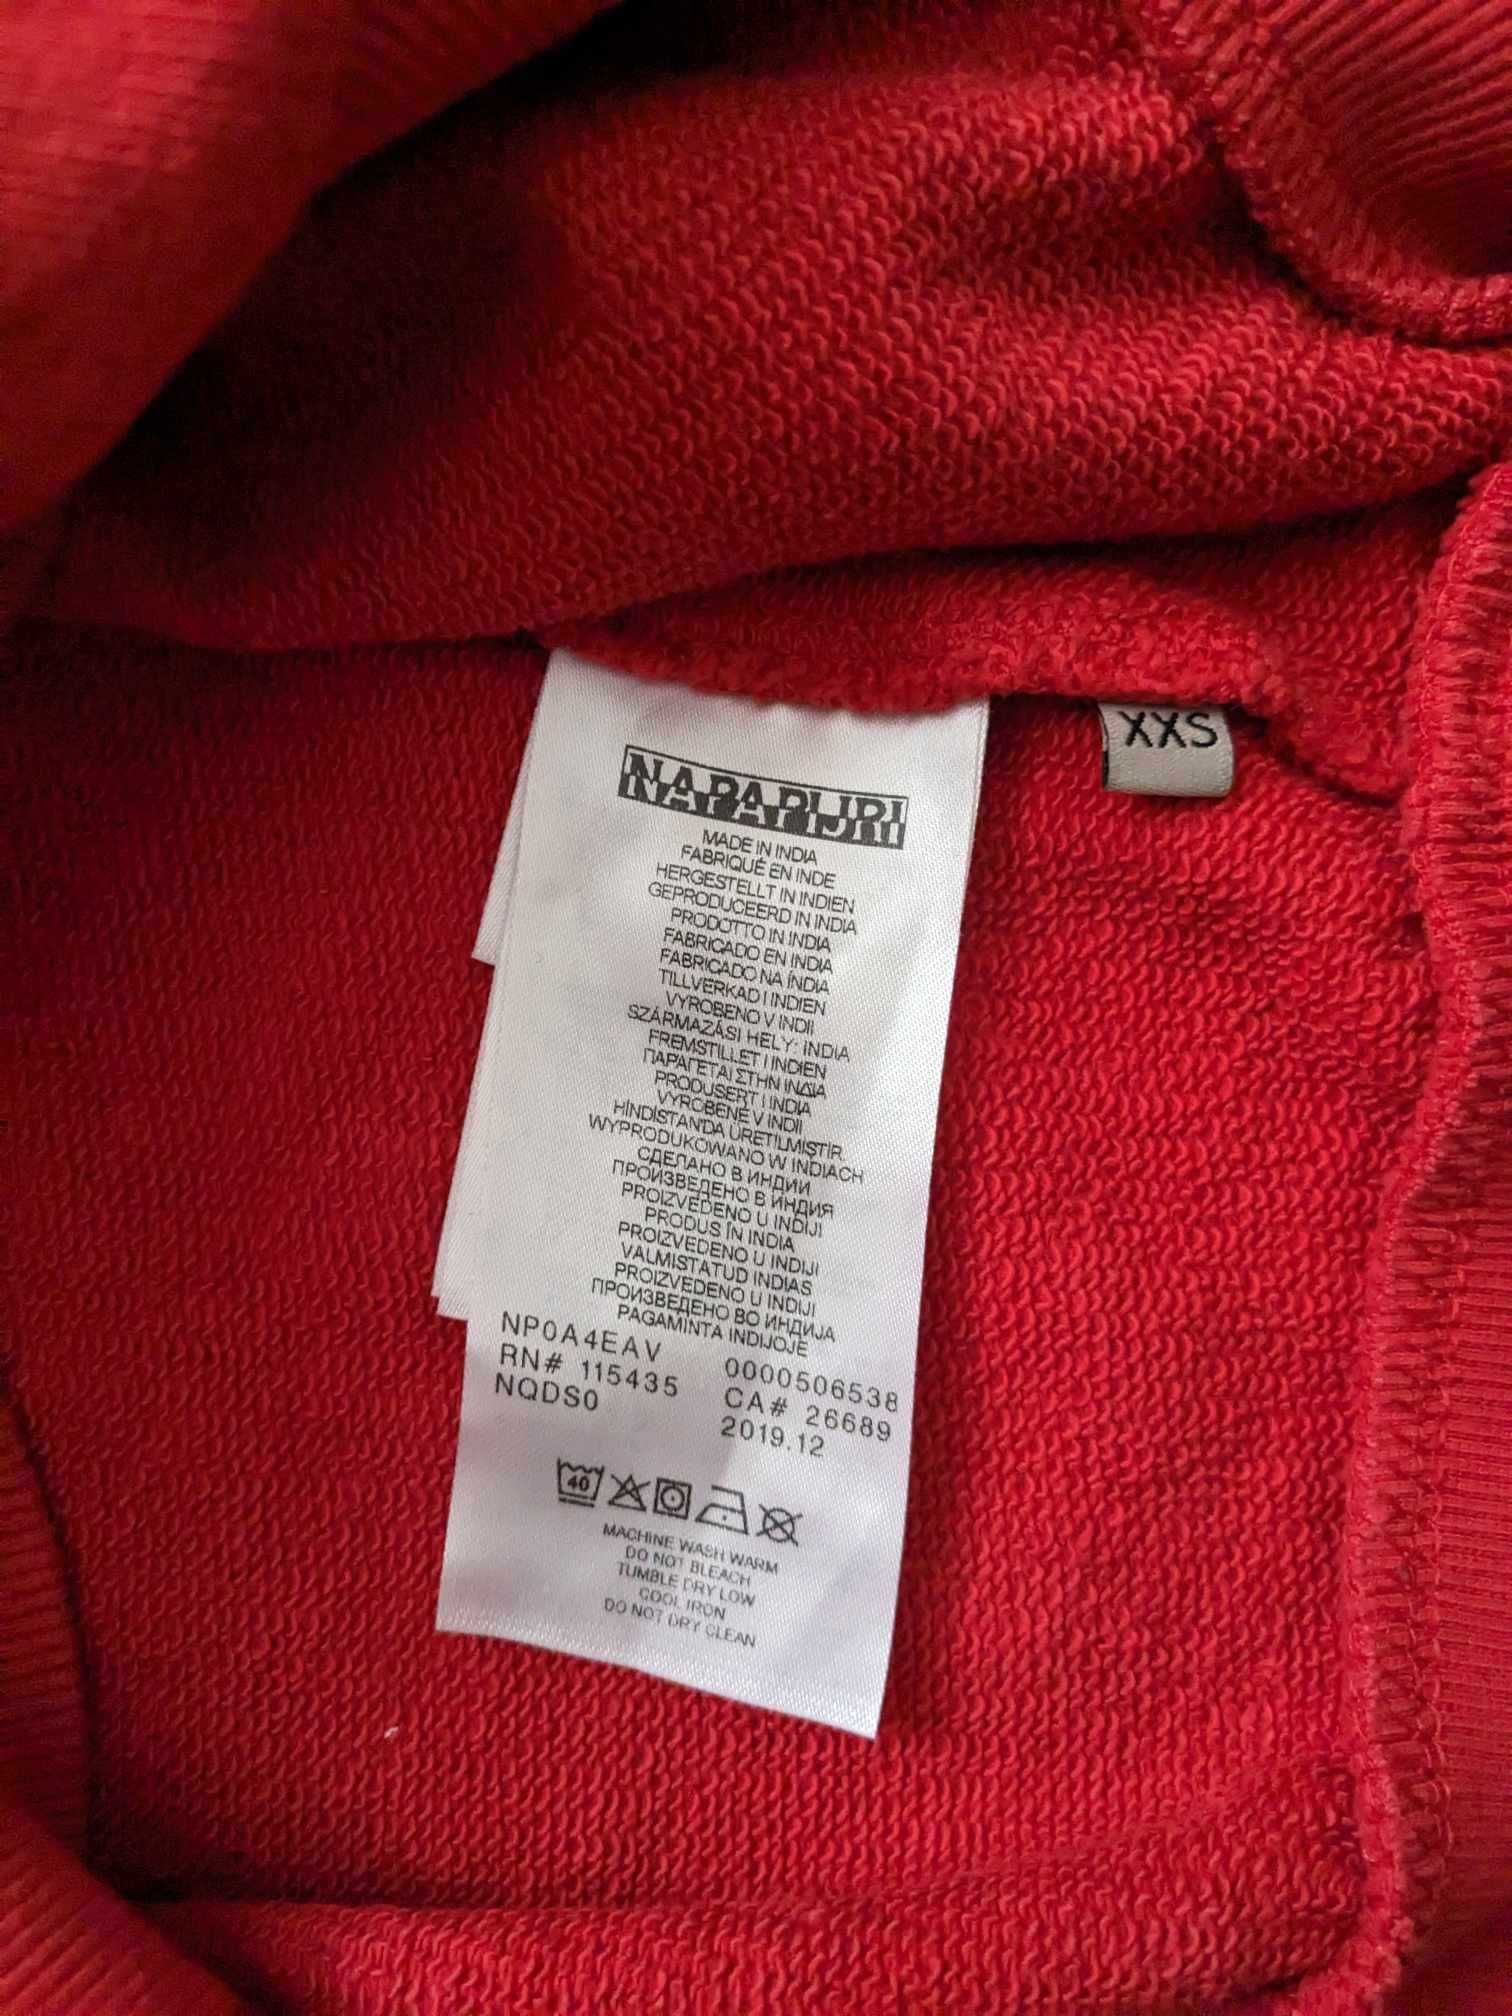 NAPAPIJRI
XXS
MADE IN INDIA
FABRIQUÉ EN INDE
HERGESTELLT IN INDIEN
GEPRODUCEERD IN INDIA
PRODOTTO IN INDIA
FABRICADO EN INDIA
FABRICADO NA ÍNDIA
TILLVERKAD I INDIEN
VYROBENO V INDII
SZÁRMAZÁSI HELY: INDIA
FREMSTILLET I INDIEN
ΠΑΡΑΓΕΤΑΙ ΣΤΗΝ ΙΝΔΙΑ
PRODUSERT I INDIA
VYROBENÉ V INDII
HİNDİSTAN'DA ÜRETİLMİŞTİR
WYPRODUKOWANO W INDIACH
СДЕЛАНО В ИНДИИ
ПРОИЗВЕДЕНО В ИНДИЯ
PROIZVEDENO U INDIJI
PRODUS ÎN INDIA
PROIZVEDENO U INDIJI
VALMISTATUD INDIAS
PROIZVEDENO U INDIJI
ПРОИЗВЕДЕНО ВО ИНДИЈА
PAGAMINTA INDIJOJE
NP0A4EAV 0000506538
RN# 115435 CA# 26689
NQDS0 2019.12
40
MACHINE WASH WARM
DO NOT BLEACH
TUMBLE DRY LOW
COOL IRON
DO NOT DRY CLEAN